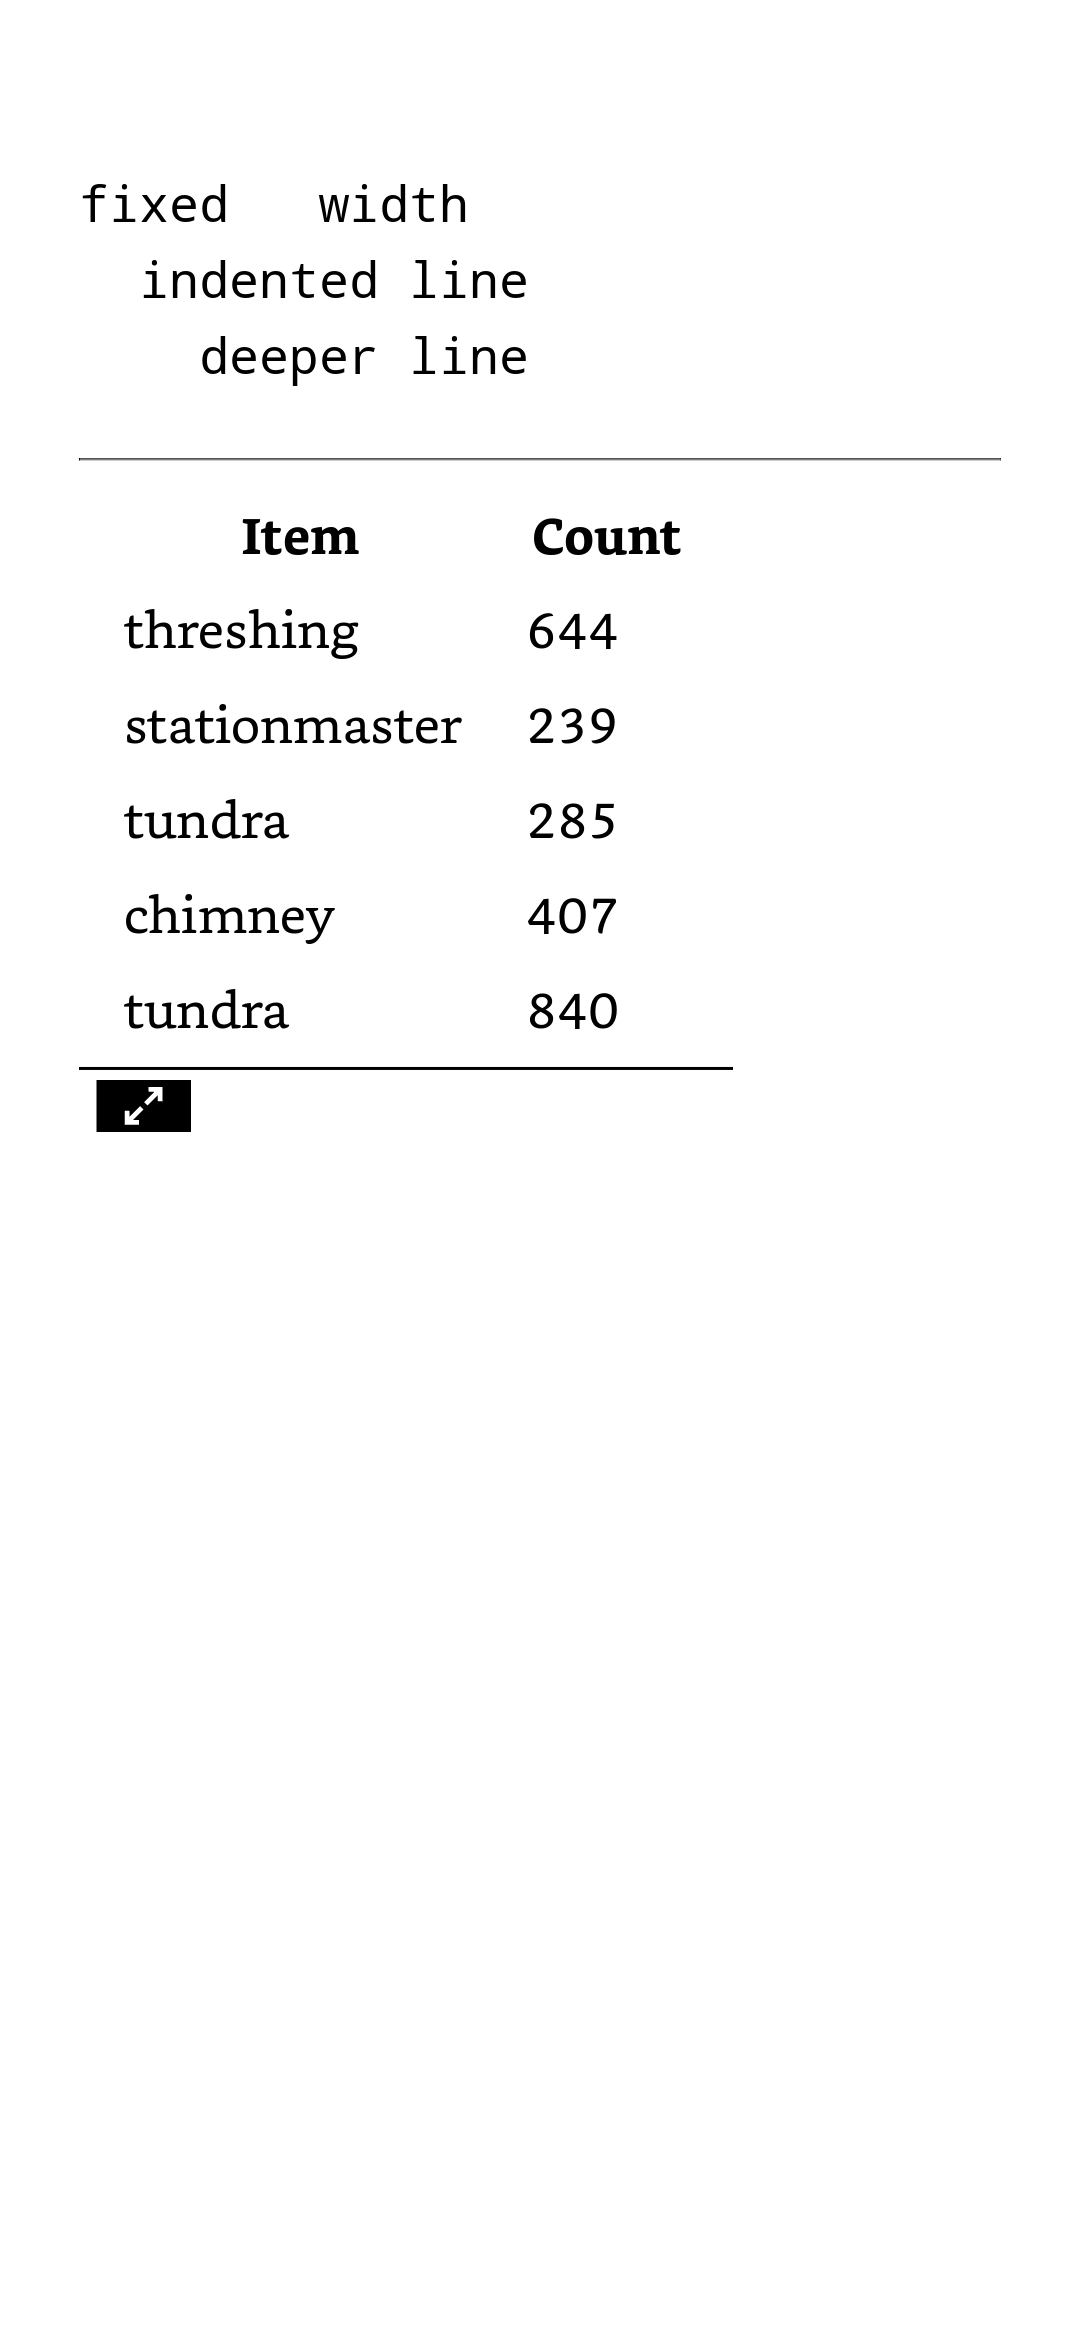 fixed   width
  indented line
    deeper line
Item Count
threshing 644
stationmaster 239
tundra 285
chimney 407
tundra 840